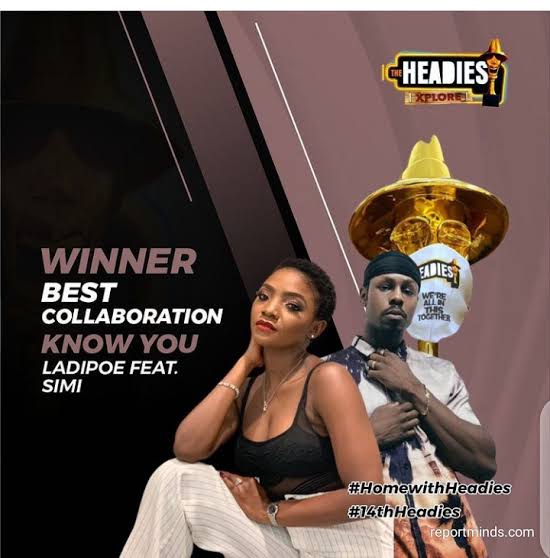 THE HEADIES
XPLORE
WINNER
BEST
COLLABORATION
KNOW YOU
LADIPOE FEAT.
SIMI
EADIES
WE'RE
ALL IN
THIS
TOGETHER
#HomewithHeadies
#14thHeadies
reportminds.com